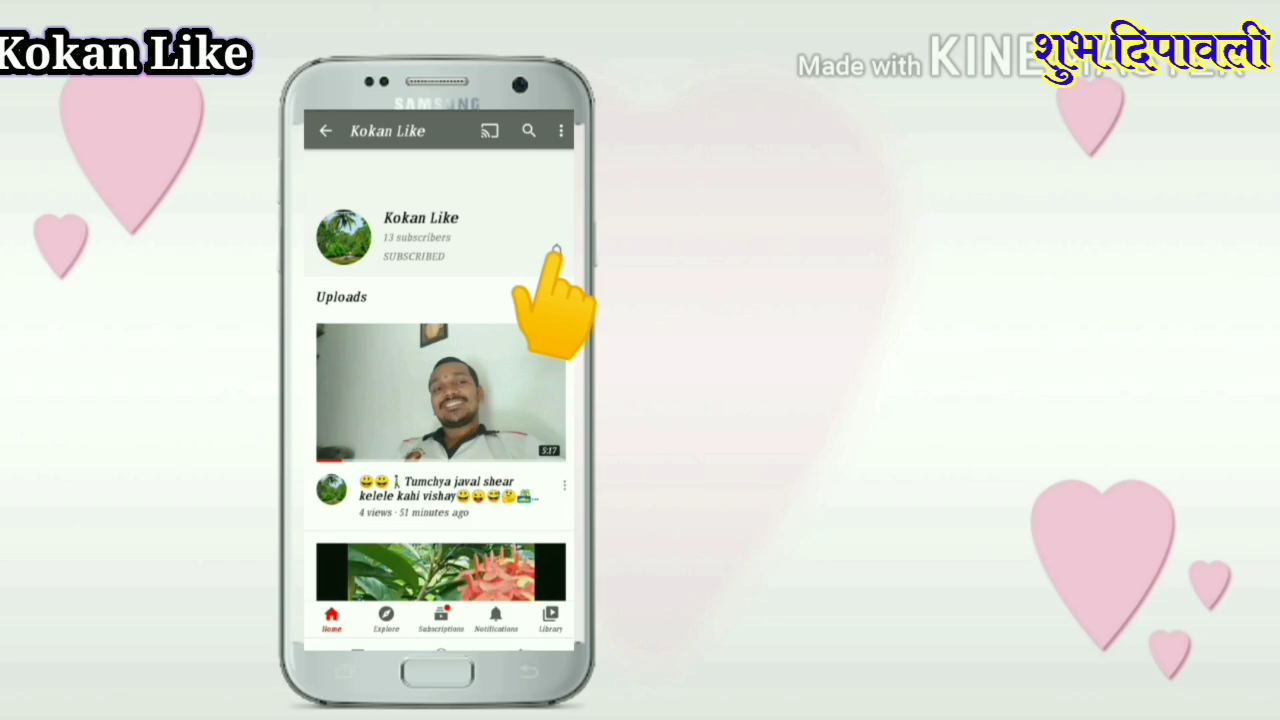 Kokan Like
शुभ दिपावली
Made with KINEMASTER
SAMSUNG
Kokan Like
Kokan Like
13 subscribers
SUBSCRIBED
Uploads
5:17
😃😃🚶Tumchya javal shear
kelele kahi vishay😀😜😅🤔🏝...
4 views · 51 minutes ago
Home Explore Subscriptions Notifications Library